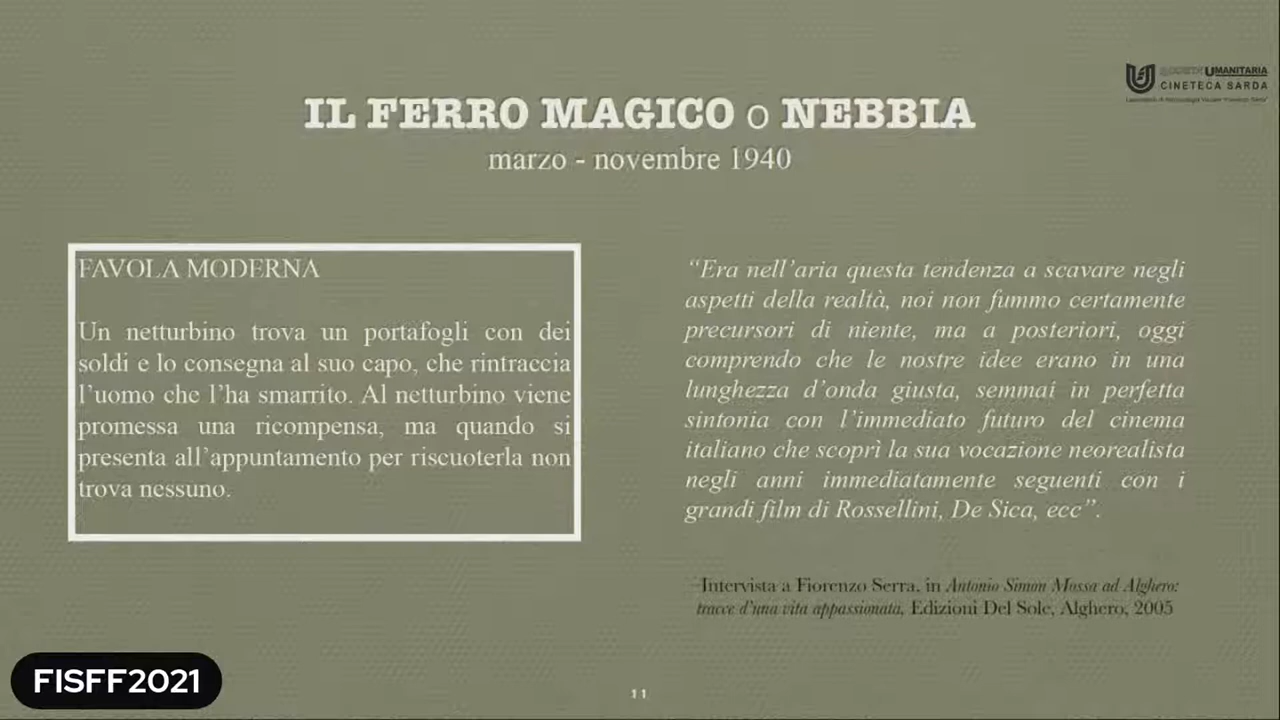 UMANITARIA
CINETECA SARDA
IL FERRO MAGICO o NEBBIA
marzo - novembre 1940
FAVOLA MODERNA
Un netturbino trova un portafogli con dei
soldi e lo consegna al suo capo, che rintraccia
l’uomo che l’ha smarrito. Al netturbino viene
promessa una ricompensa, ma quando si
presenta all’appuntamento per riscuoterla non
trova nessuno.
“Era nell’aria questa tendenza a scavare negli
aspetti della realtà, noi non fummo certamente
precursori di niente, ma a posteriori, oggi
comprendo che le nostre idee erano in una
lunghezza d’onda giusta, semmai in perfetta
sintonia con l’immediato futuro del cinema
italiano che scoprì la sua vocazione neorealista
negli anni immediatamente seguenti con i
grandi film di Rossellini, De Sica, ecc”.
Intervista a Fiorenzo Serra, in Antonio Simon Mossa ad Alghero:
tracce d’una vita appassionata, Edizioni Del Sole, Alghero, 2005
FISFF2021
11